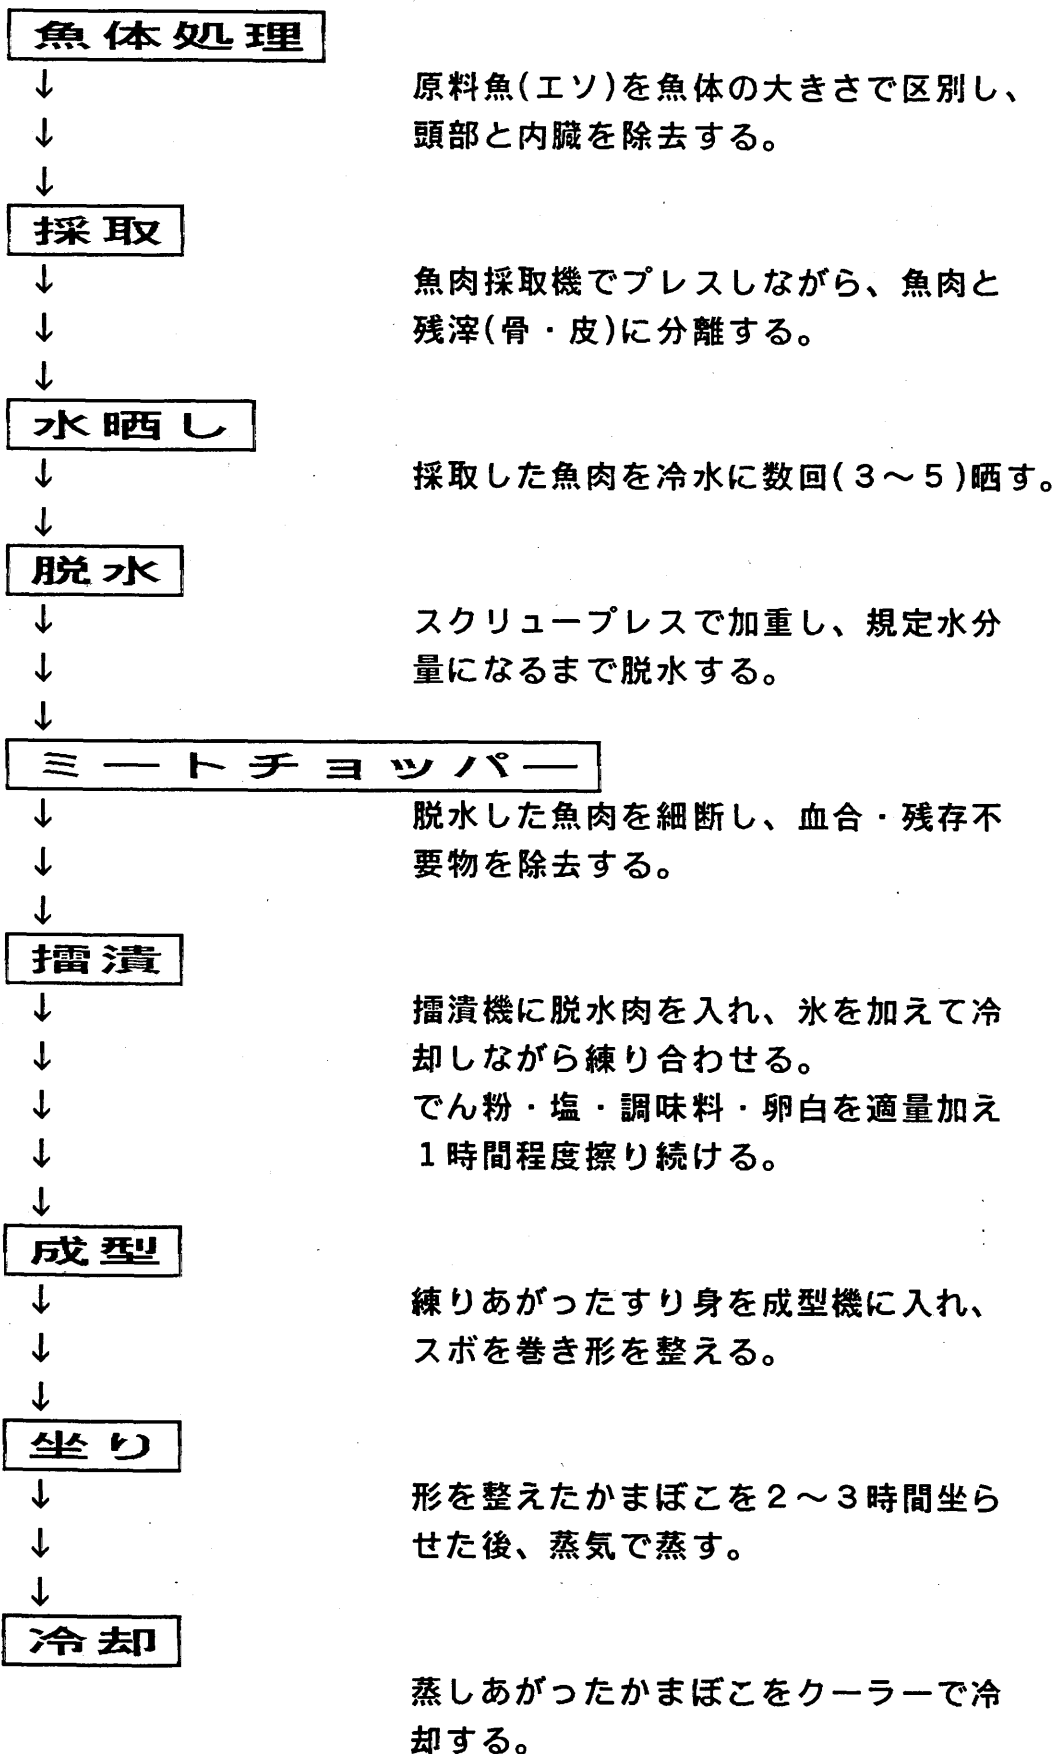 魚体処理
↓
原料魚(エソ)を魚体の大きさで区別し、
↓
頭部と内臓を除去する。
↓
採取
↓
魚肉採取機でプレスしながら、魚肉と
↓
残滓(骨・皮)に分離する。
↓
水晒し
↓
採取した魚肉を冷水に数回(3〜5)晒す。
↓
脱水
↓
スクリュープレスで加重し、規定水分
↓
量になるまで脱水する。
↓
ミートチョッパー
↓
脱水した魚肉を細断し、血合・残存不
↓
要物を除去する。
↓
擂潰
↓
擂潰機に脱水肉を入れ、氷を加えて冷
↓
却しながら練り合わせる。
↓
でん粉・塩・調味料・卵白を適量加え
↓
1時間程度擦り続ける。
↓
成型
↓
練りあがったすり身を成型機に入れ、
↓
スボを巻き形を整える。
↓
坐り
↓
形を整えたかまぼこを2〜3時間坐ら
↓
せた後、蒸気で蒸す。
↓
冷却
蒸しあがったかまぼこをクーラーで冷
却する。